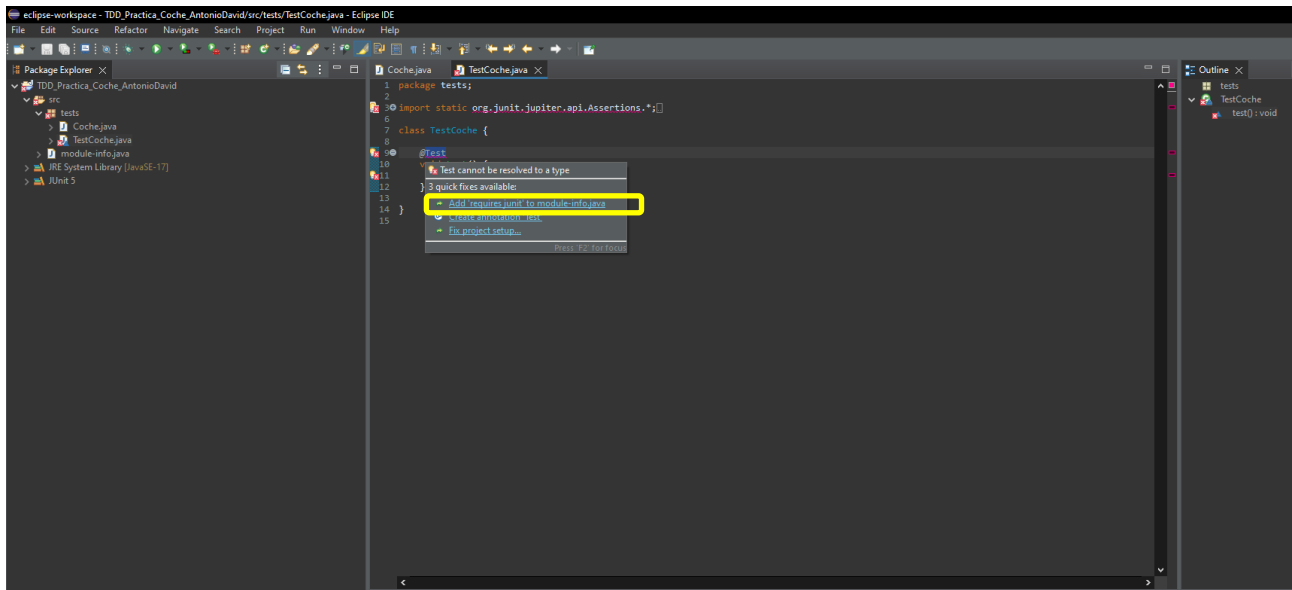 eclipse-workspace - TDD_Practica_Coche_AntonioDavid/src/tests/TestCoche.java - Eclipse IDE
File Edit Source Refactor Navigate Search Project Run Window Help
Package Explorer
TDD_Practica_Coche_AntonioDavid
src
tests
Coche.java
TestCoche.java
module-info.java
JRE System Library [JavaSE-17]
JUnit 5
Coche.java TestCoche.java
1 package tests;
2
3 import static org.junit.jupiter.api.Assertions.*;
6
7 class TestCoche {
8
9 @Test
10
11
12 }
13
14 }
15
Test cannot be resolved to a type
3 quick fixes available:
Add 'requires junit' to module-info.java
Create annotation 'Test'
Fix project setup...
Press 'F2' for focus
Outline
tests
TestCoche
test() : void